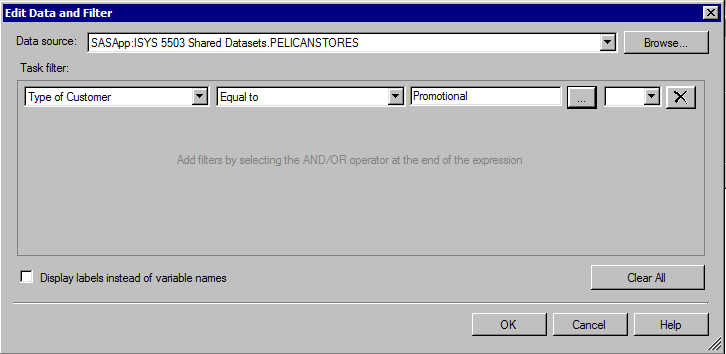 Edit Data and Filter
Data source: SASApp:ISYS 5503 Shared Datasets.PELICANSTORES Browse...
Task filter:
Type of Customer Equal to Promotional ...
Add filters by selecting the AND/OR operator at the end of the expression
Display labels instead of variable names Clear All
OK Cancel Help